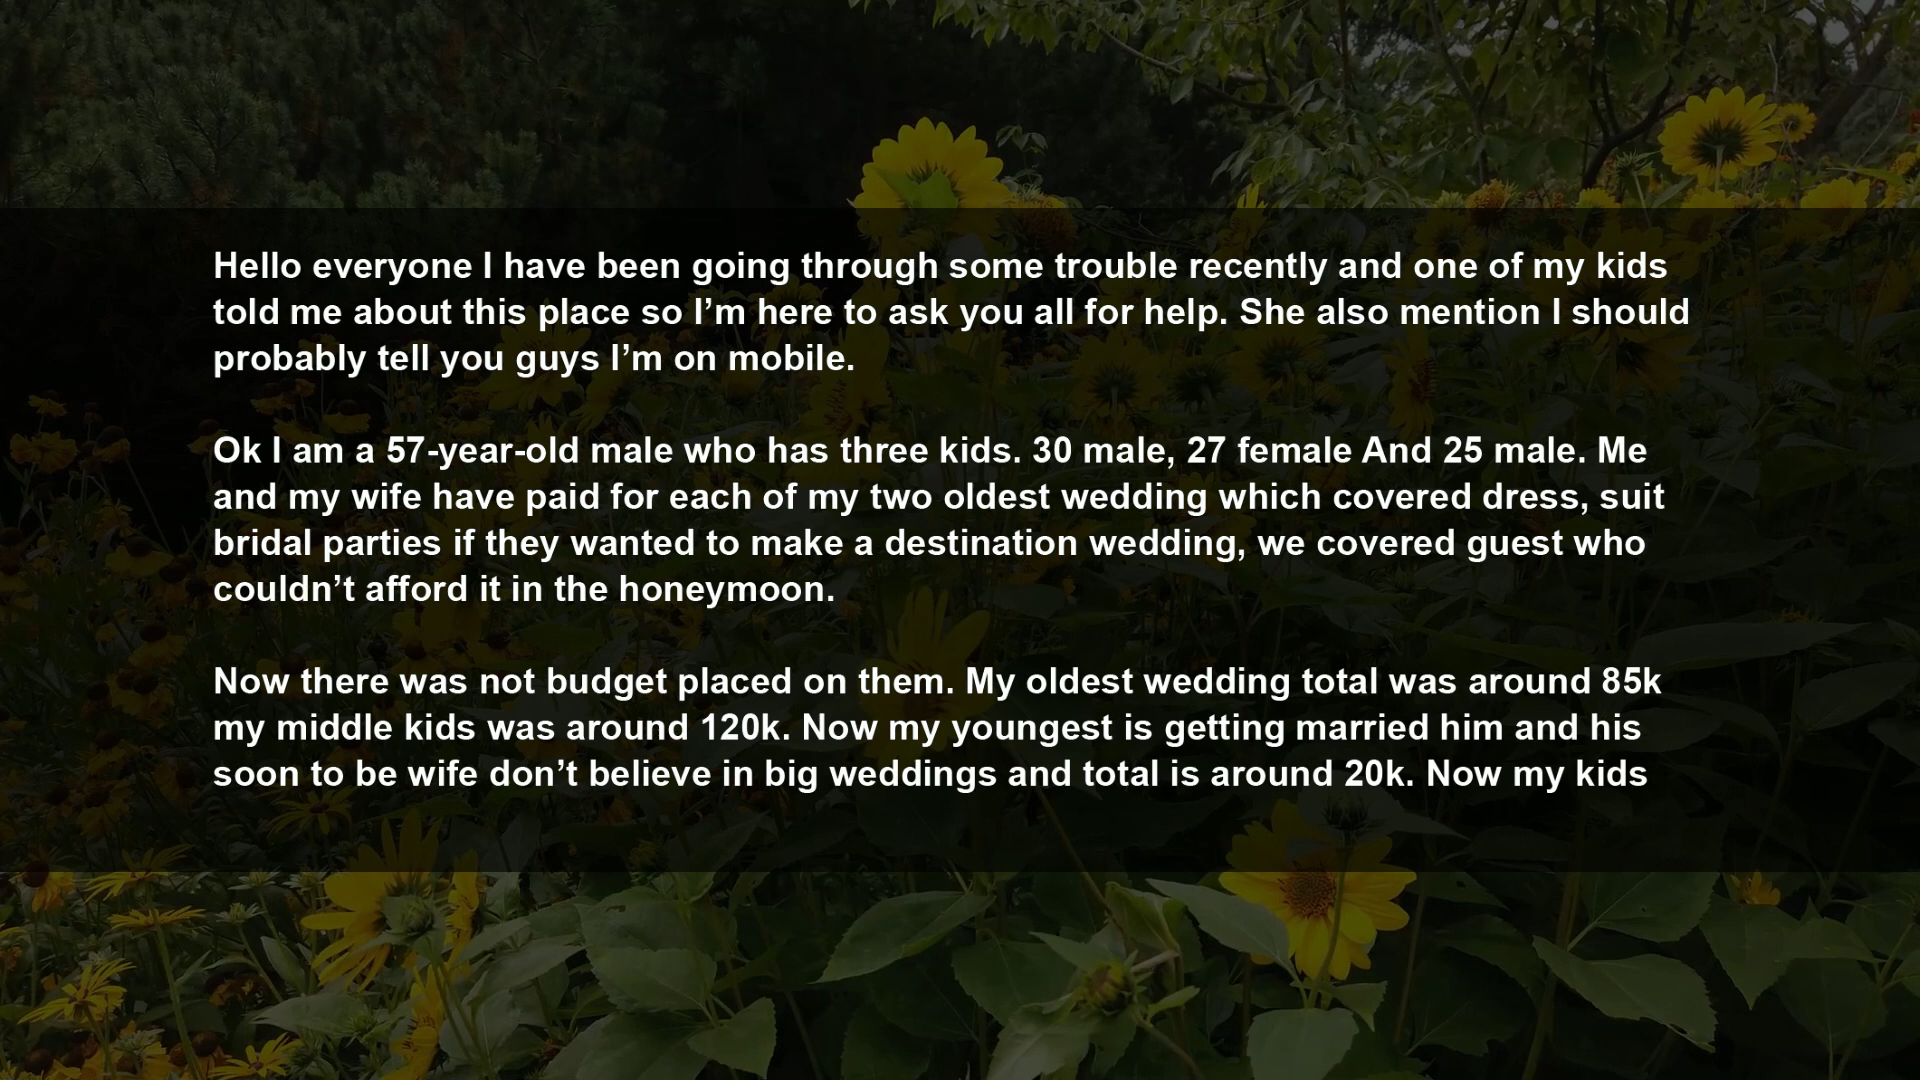 Hello everyone I have been going through some trouble recently and one of my kids
told me about this place so I’m here to ask you all for help. She also mention I should
probably tell you guys I’m on mobile.
Ok I am a 57-year-old male who has three kids. 30 male, 27 female And 25 male. Me
and my wife have paid for each of my two oldest wedding which covered dress, suit
bridal parties if they wanted to make a destination wedding, we covered guest who
couldn’t afford it in the honeymoon.
Now there was not budget placed on them. My oldest wedding total was around 85k
my middle kids was around 120k. Now my youngest is getting married him and his
soon to be wife don’t believe in big weddings and total is around 20k. Now my kids